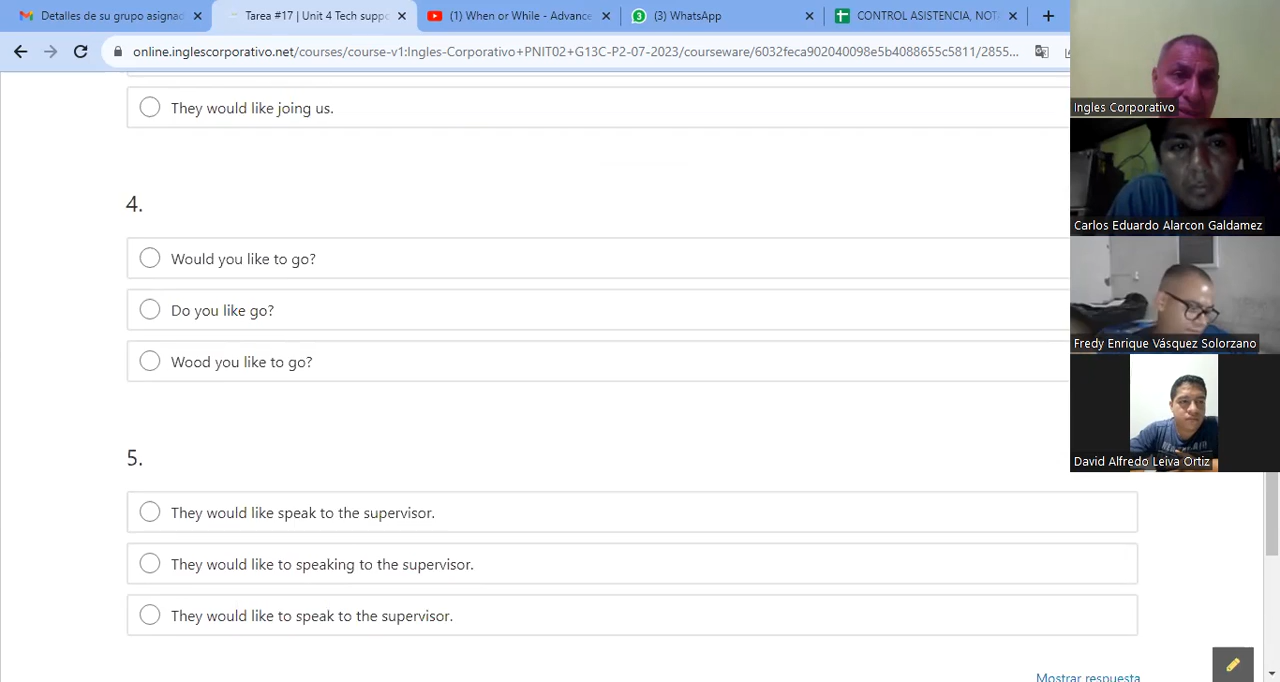 Detalles de su grupo asignad
Tarea #17 | Unit 4 Tech suppo
(1) When or While - Advance
(3) WhatsApp
CONTROL ASISTENCIA, NOT
online.inglescorporativo.net/courses/course-v1:Ingles-Corporativo+PNIT02+G13C-P2-07-2023/courseware/6032feca902040098e5b4088655c5811/2855...
They would like joing us.
4.
Would you like to go?
Do you like go?
Would you like to go?
5.
They would like speak to the supervisor.
They would like to speaking to the supervisor.
They would like to speak to the supervisor.
Mostrar respuesta
Ingles Corporativo
Carlos Eduardo Alarcon Galdamez
Fredy Enrique Vásquez Solorzano
David Alfredo Leiva Ortiz